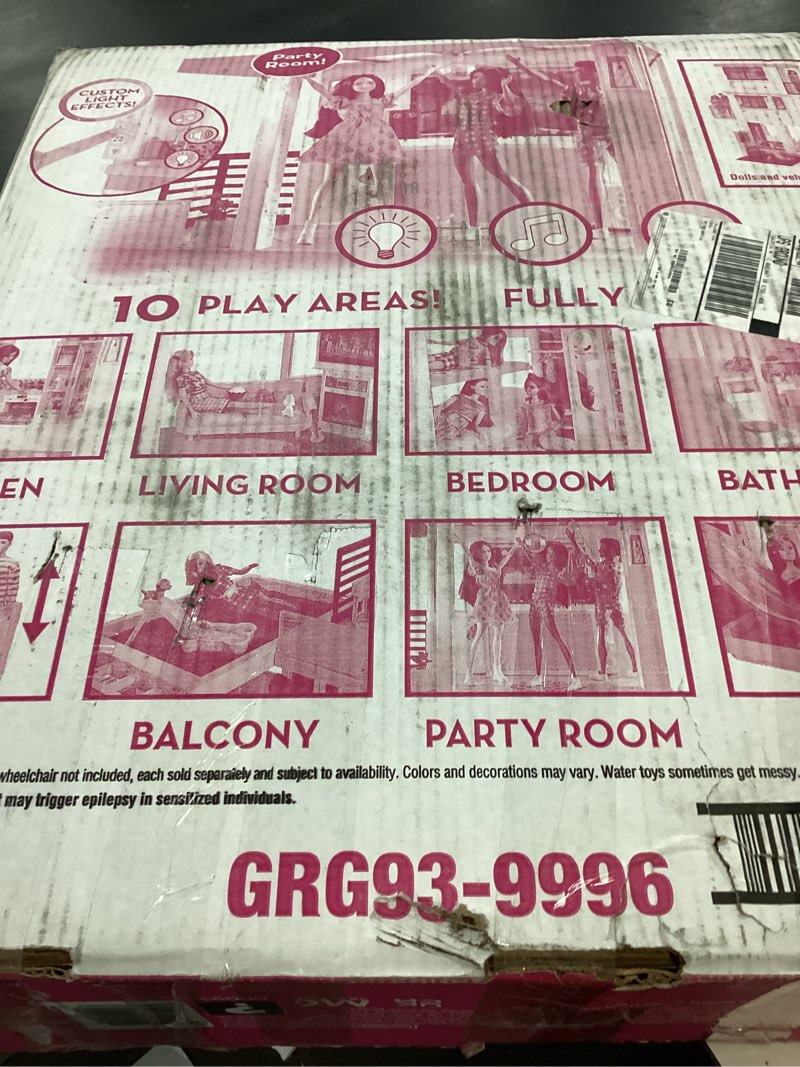 Party
Room!
CUSTOM
LIGHT
EFFECTS!
Dolls and veh
10 PLAY AREAS! FULLY
EN
LIVING ROOM
BEDROOM
BATH
BALCONY
PARTY ROOM
wheelchair not included, each sold separately and subject to availability. Colors and decorations may vary. Water toys sometimes get messy.
may trigger epilepsy in sensitized individuals.
GRG93-9996